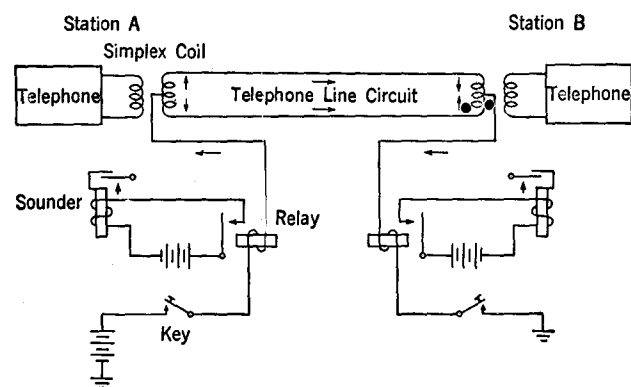 Station A
Station B
Simplex Coil
Telephone
Telephone Line Circuit
Telephone
Sounder
Relay
Key